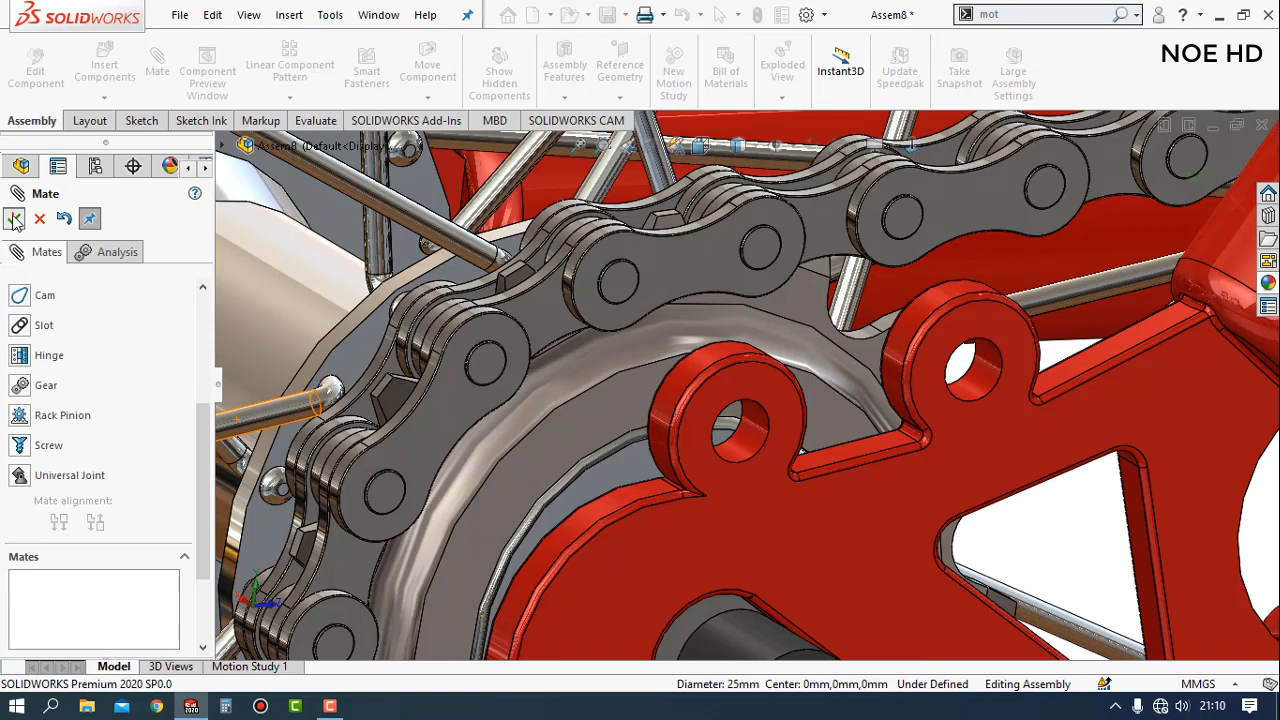 SOLIDWORKS File Edit View Insert Tools Window Help Assem8 * mot
Edit Component Insert Components Mate Component Preview Window Linear Component Pattern Smart Fasteners Move Component Show Hidden Components Assembly Features Reference Geometry New Motion Study Bill of Materials Exploded View Instant3D Update Speedpak Take Snapshot Large Assembly Settings
NOE HD
Assembly Layout Sketch Sketch Ink Markup Evaluate SOLIDWORKS Add-Ins MBD SOLIDWORKS CAM
Assem8 (Default<Display
Mate
Mates Analysis
Cam
Slot
Hinge
Gear
Rack Pinion
Screw
Universal Joint
Mate alignment:
Mates
Model 3D Views Motion Study 1
SOLIDWORKS Premium 2020 SP0.0 Diameter: 25mm Center: 0mm,0mm,0mm Under Defined Editing Assembly MMGS
21:10